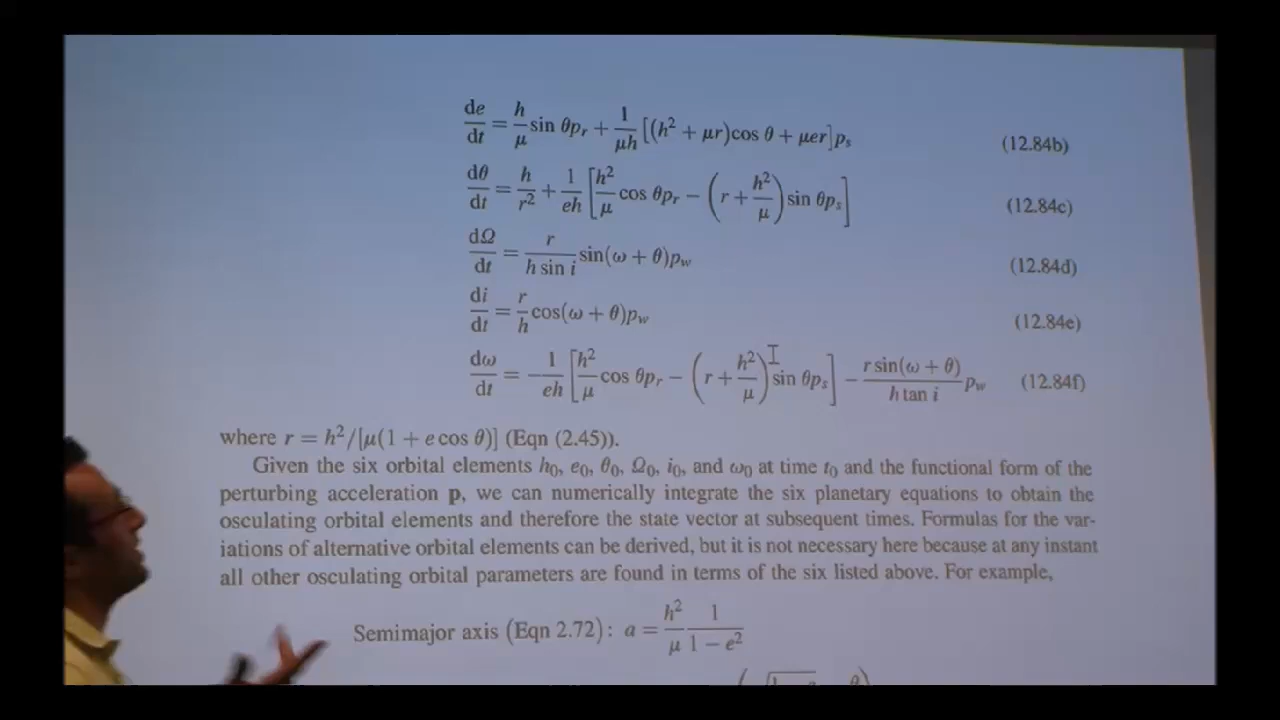 de/dt = h/μ sin θp_r + 1/μh [(h² + μr)cos θ + μer]p_s (12.84b)
dθ/dt = h/r² + 1/eh [h²/μ cos θp_r − (r + h²/μ) sin θp_s] (12.84c)
dΩ/dt = r/(h sin i) sin(ω + θ)p_w (12.84d)
di/dt = r/h cos(ω + θ)p_w (12.84e)
dω/dt = −1/eh [h²/μ cos θp_r − (r + h²/μ) sin θp_s] − r sin(ω + θ)/(h tan i) p_w (12.84f)
where r = h²/[μ(1 + e cos θ)] (Eqn (2.45)).
Given the six orbital elements h₀, e₀, θ₀, Ω₀, i₀, and ω₀ at time t₀ and the functional form of the
perturbing acceleration p, we can numerically integrate the six planetary equations to obtain the
osculating orbital elements and therefore the state vector at subsequent times. Formulas for the var-
iations of alternative orbital elements can be derived, but it is not necessary here because at any instant
all other osculating orbital parameters are found in terms of the six listed above. For example,
Semimajor axis (Eqn 2.72): a = h²/μ 1/(1 − e²)